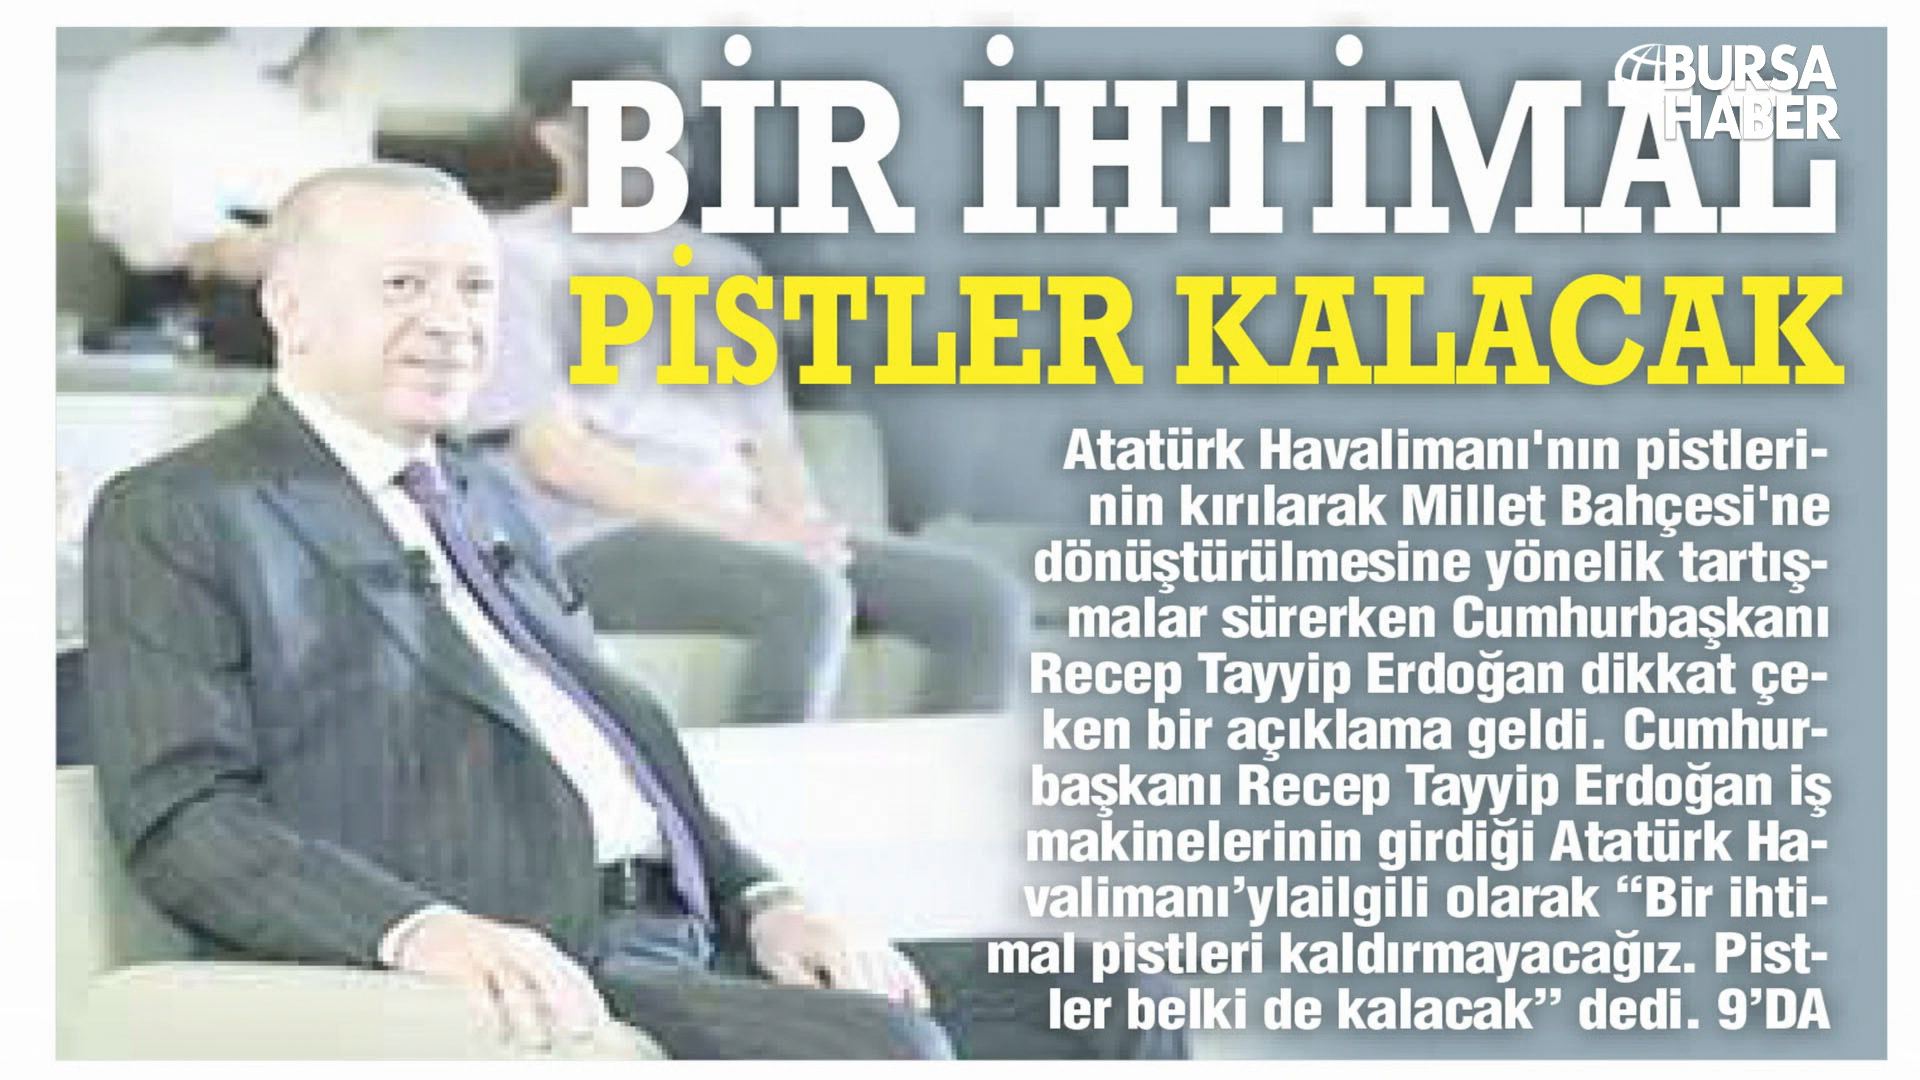 BURSA
HABER
BİR İHTİMAL
PİSTLER KALACAK
Atatürk Havalimanı'nın pistleri-
nin kırılarak Millet Bahçesi'ne
dönüştürülmesine yönelik tartış-
malar sürerken Cumhurbaşkanı
Recep Tayyip Erdoğan dikkat çe-
ken bir açıklama geldi. Cumhur-
başkanı Recep Tayyip Erdoğan iş
makinelerinin girdiği Atatürk Ha-
valimanı’ylailgili olarak “Bir ihti-
mal pistleri kaldırmayacağız. Pist-
ler belki de kalacak” dedi. 9’DA